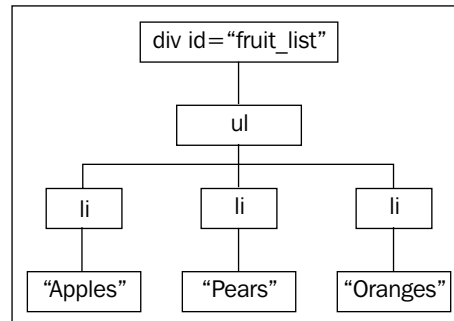 div id=“fruit_list”
ul
li li li
“Apples” “Pears” “Oranges”